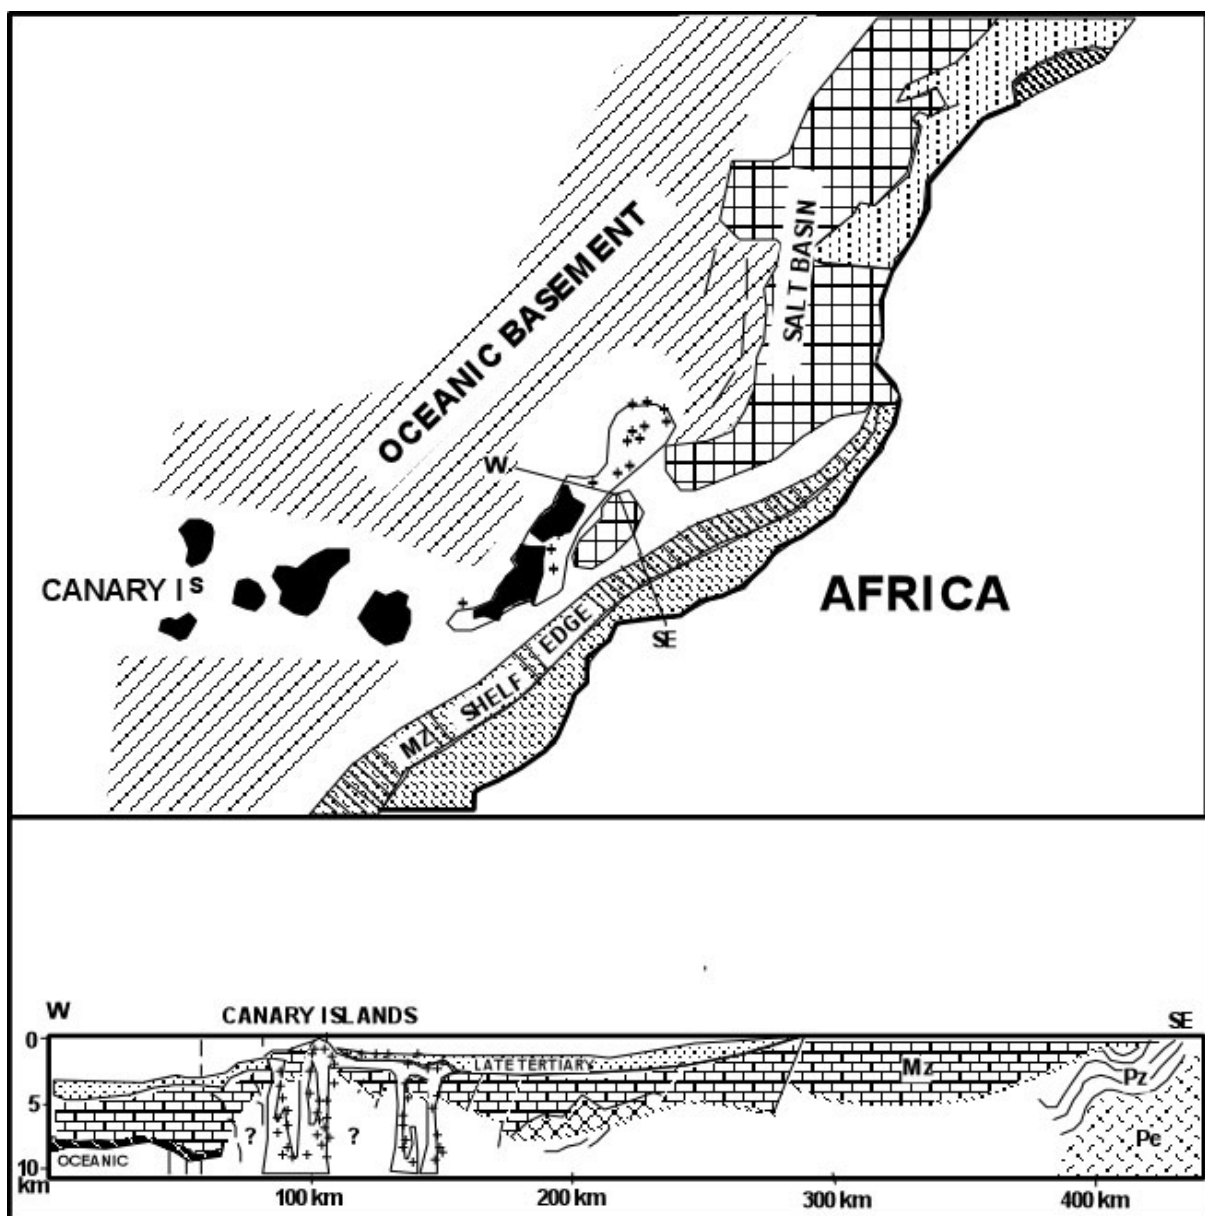 OCEANIC BASEMENT
SALT BASIN
W
CANARY IS
AFRICA
SE
MZ SHELF EDGE
W
CANARY ISLANDS
SE
0
LATE TERTIARY
Mz
Pz
5
?
?
Pe
OCEANIC
10
km
100 km
200 km
300 km
400 km